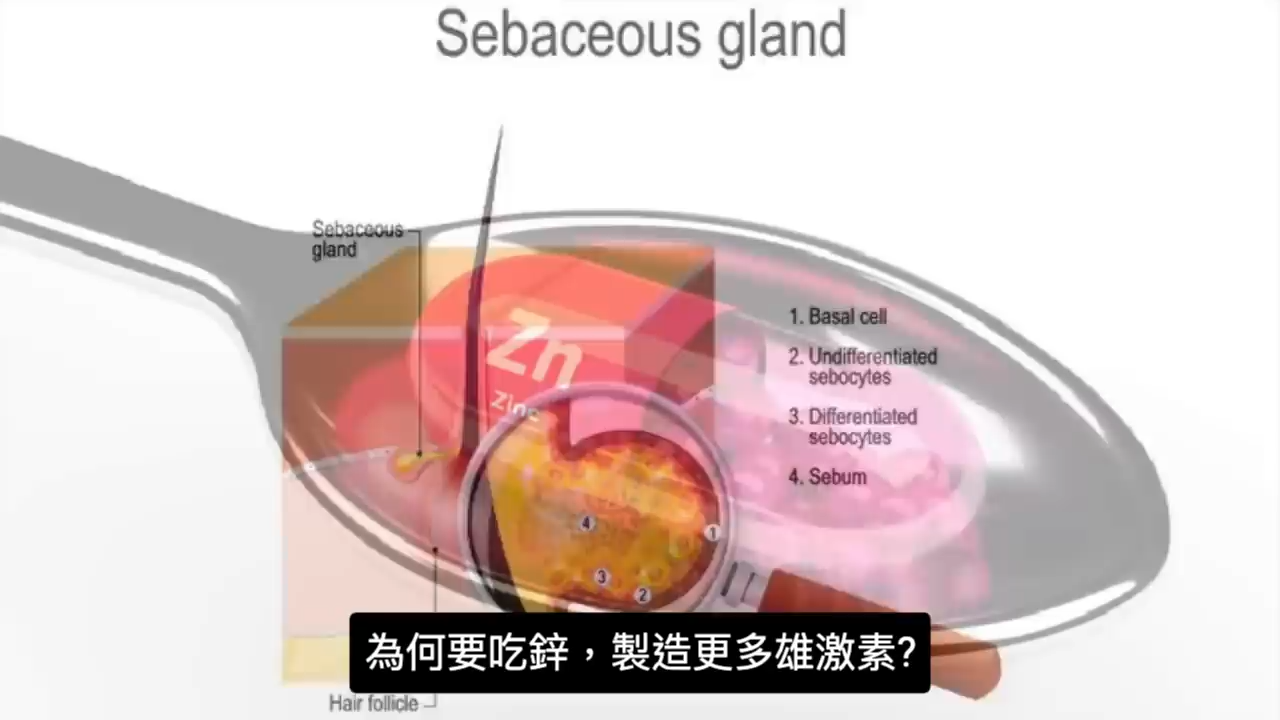 Sebaceous gland
Sebaceous
gland
Zn
Zinc
1. Basal cell
2. Undifferentiated
sebocytes
3. Differentiated
sebocytes
4. Sebum
4
1
3
2
為何要吃鋅，製造更多雄激素?
Hair follicle